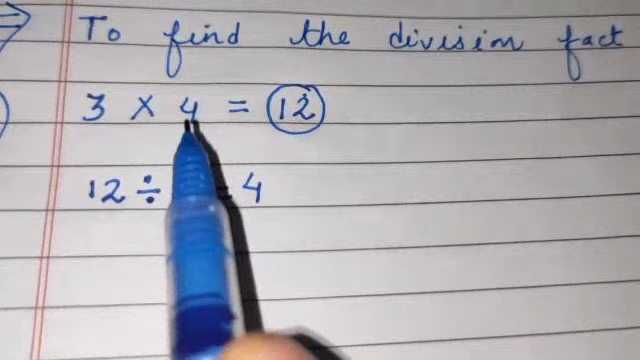 To find the division fact
3 × 4 = 12
12 ÷ = 4